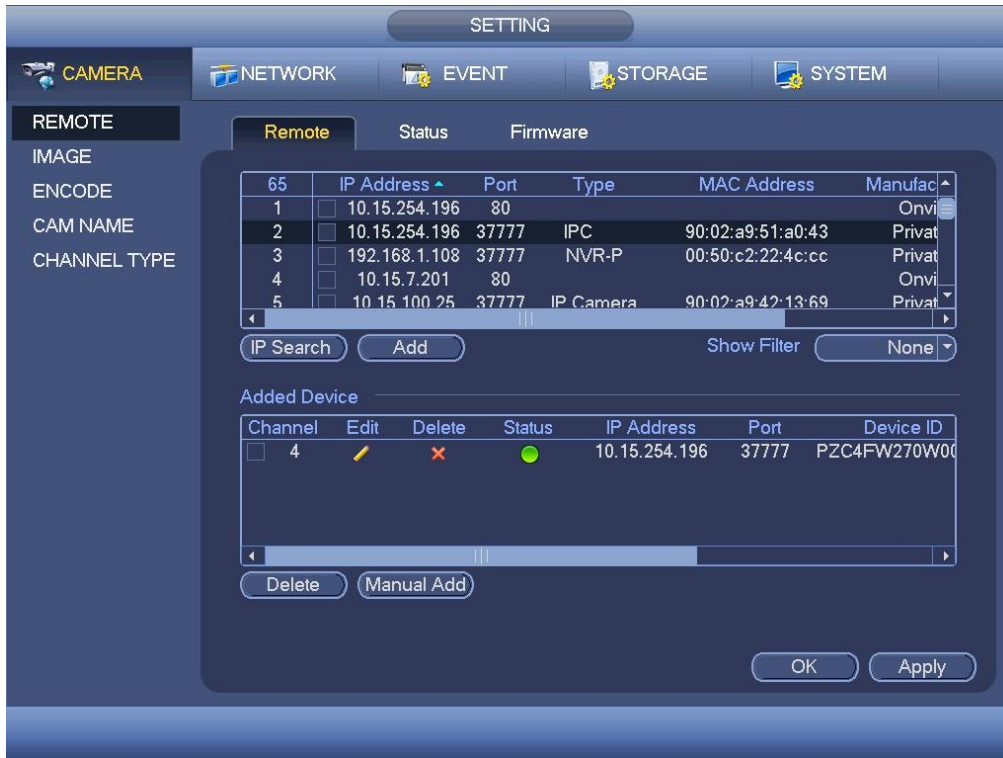 SETTING
CAMERA NETWORK EVENT STORAGE SYSTEM
REMOTE
IMAGE
ENCODE
CAM NAME
CHANNEL TYPE
Remote Status Firmware
65 IP Address Port Type MAC Address Manufac
1 10.15.254.196 80 Onvi
2 10.15.254.196 37777 IPC 90:02:a9:51:a0:43 Privat
3 192.168.1.108 37777 NVR-P 00:50:c2:22:4c:cc Privat
4 10.15.7.201 80 Onvi
5 10.15.100.25 37777 IP Camera 90:02:a9:42:13:69 Privat
IP Search Add Show Filter None
Added Device
Channel Edit Delete Status IP Address Port Device ID
4 10.15.254.196 37777 PZC4FW270W00
Delete Manual Add
OK Apply